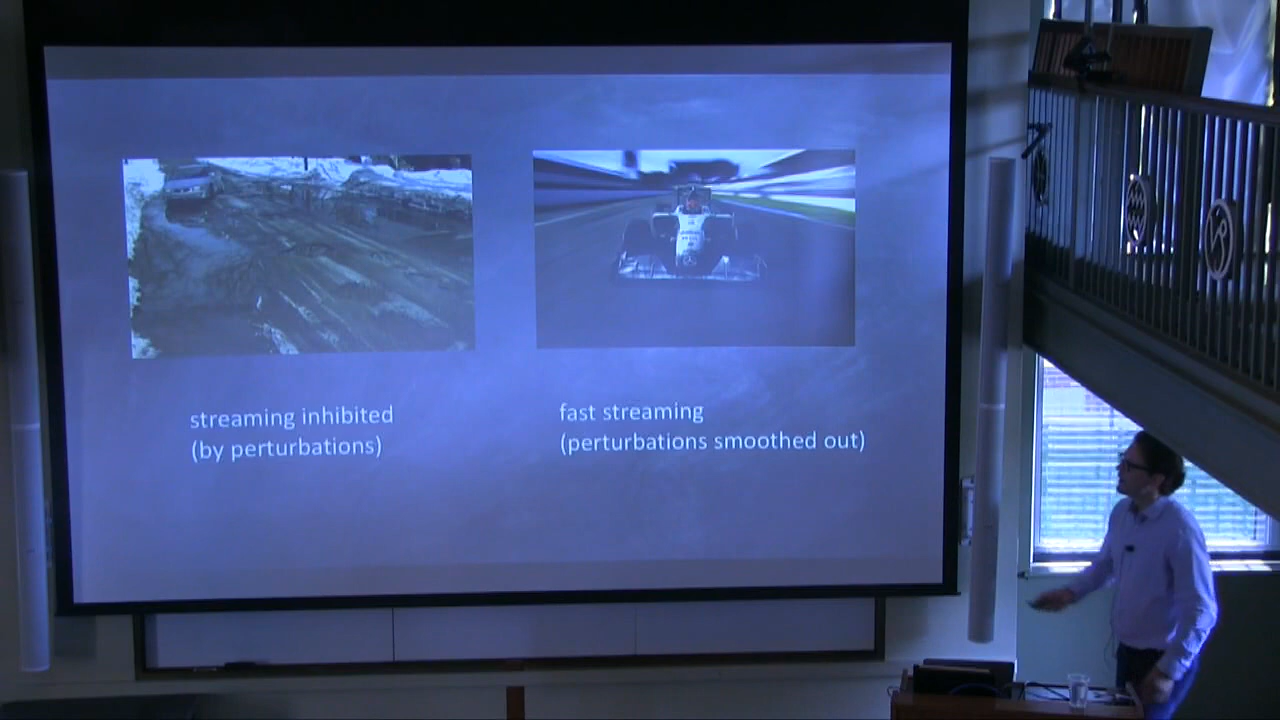 streaming inhibited
(by perturbations)
fast streaming
(perturbations smoothed out)